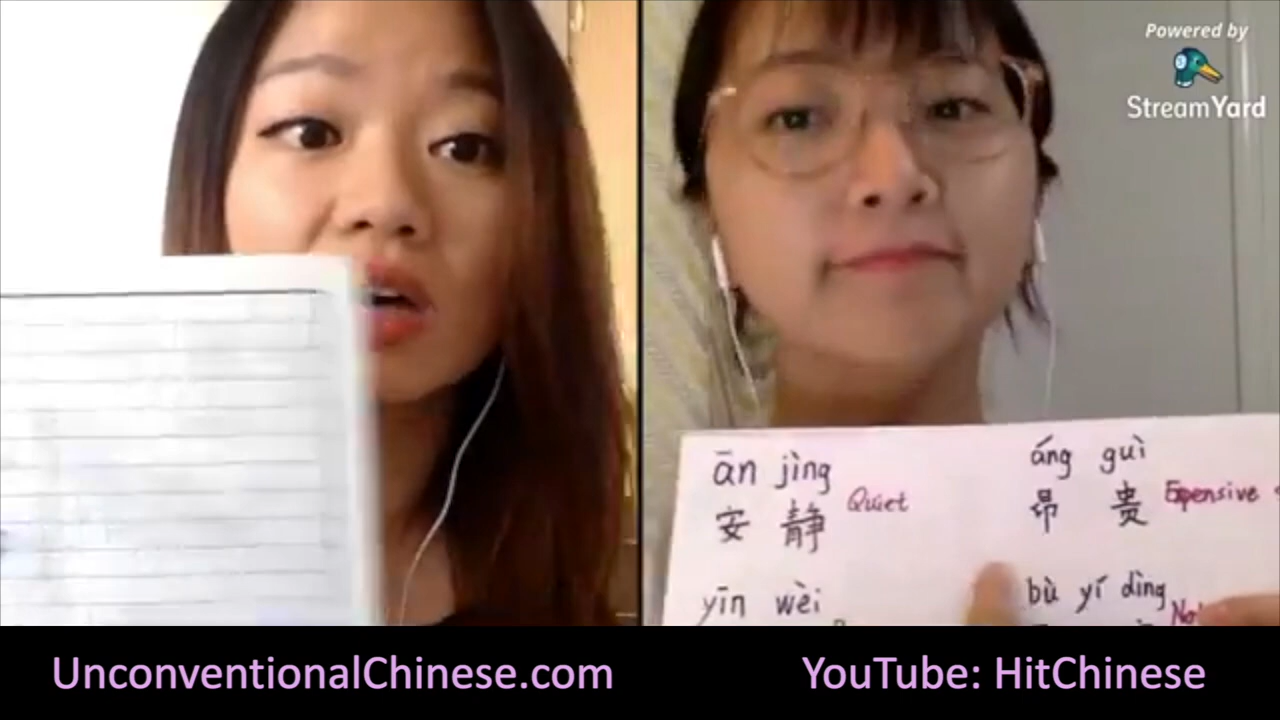 Powered by
StreamYard
ān jìng
安 静 Quiet
áng guì
昂 贵 Expensive
yīn wèi
bù yí dìng
UnconventionalChinese.com
YouTube: HitChinese